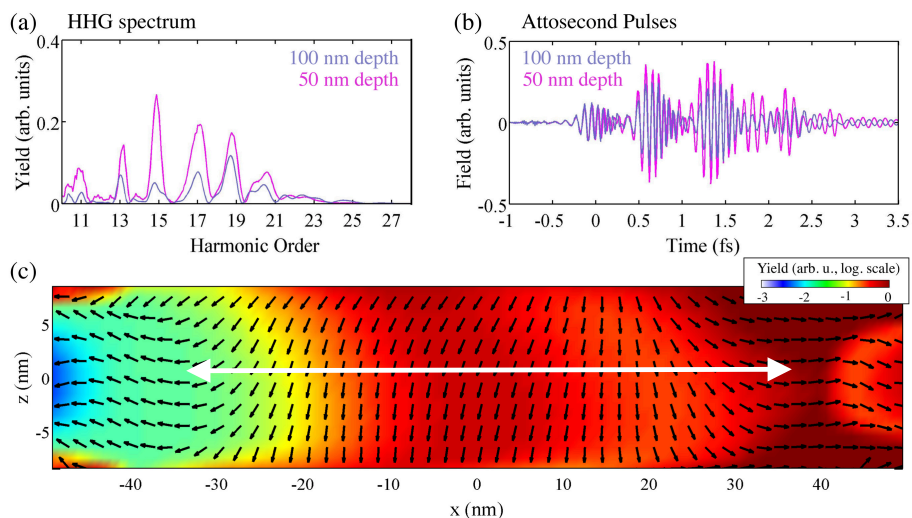 (a) HHG spectrum
0.4
0.2
0
Yield (arb. units)
100 nm depth
50 nm depth
11 13 15 17 19 21 23 25 27
Harmonic Order
(b) Attosecond Pulses
0.5
0
-0.5
Field (arb. units)
100 nm depth
50 nm depth
-1 -0.5 0 0.5 1 1.5 2 2.5 3 3.5
Time (fs)
(c)
Yield (arb. u., log. scale)
-3 -2 -1 0
5
0
-5
z (nm)
-40 -30 -20 -10 0 10 20 30 40
x (nm)